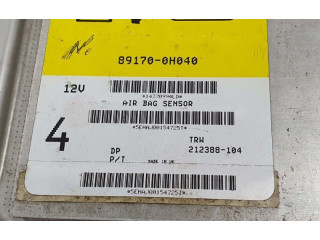 89170-0H040
12V
AIR BAG SENSOR
4
TRW
DP 212388-104
P/T MADE IN UK